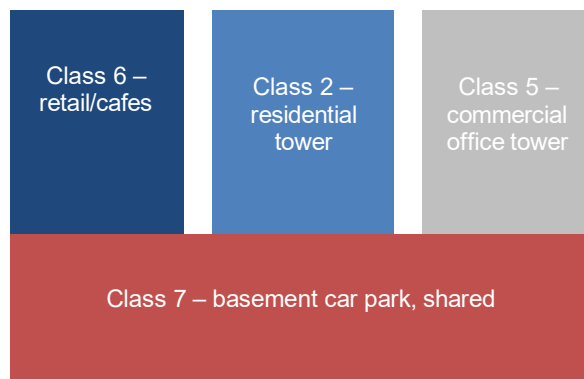 Class 6 –
retail/cafes
Class 2 –
residential
tower
Class 5 –
commercial
office tower
Class 7 – basement car park, shared